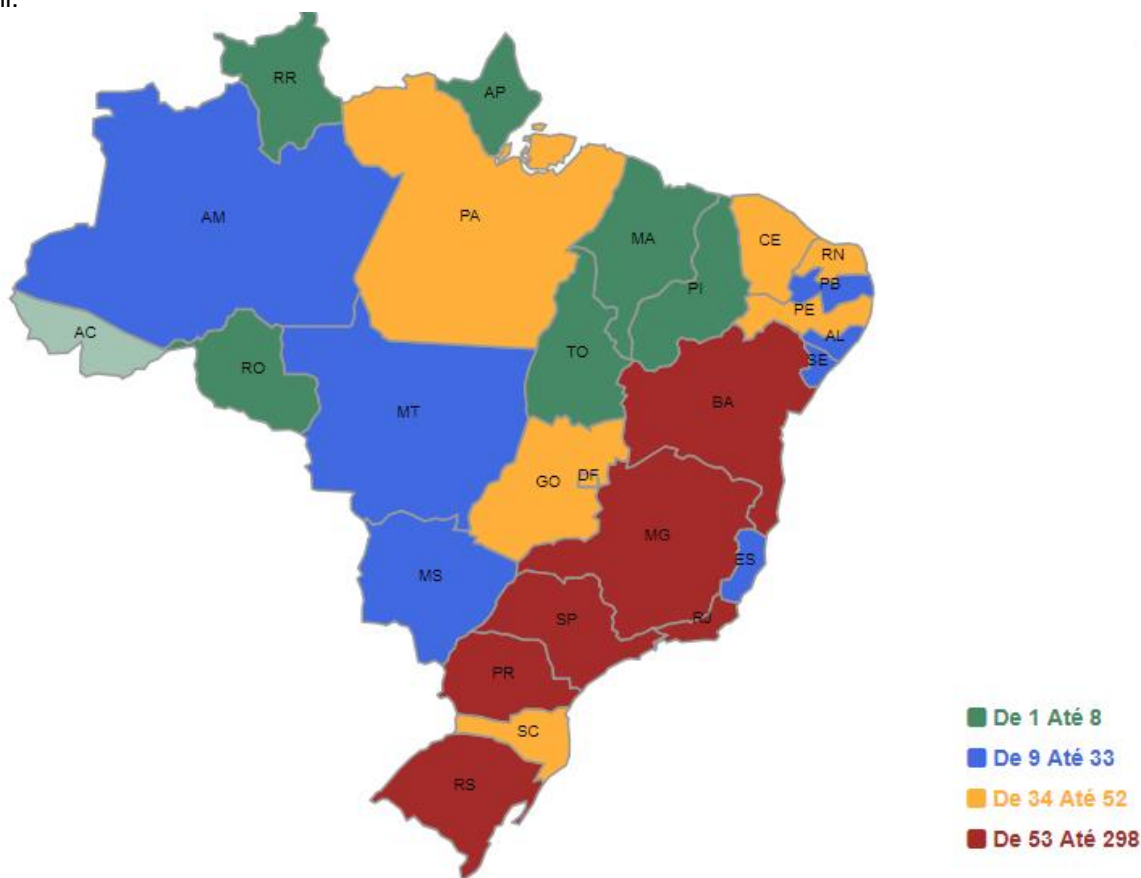 RR
AP
AM
PA
MA
CE
RN
PB
PI
PE
AC
AL
TO
SE
RO
BA
MT
GO
DF
MG
ES
MS
SP
RJ
PR
SC
RS
De 1 Até 8
De 9 Até 33
De 34 Até 52
De 53 Até 298